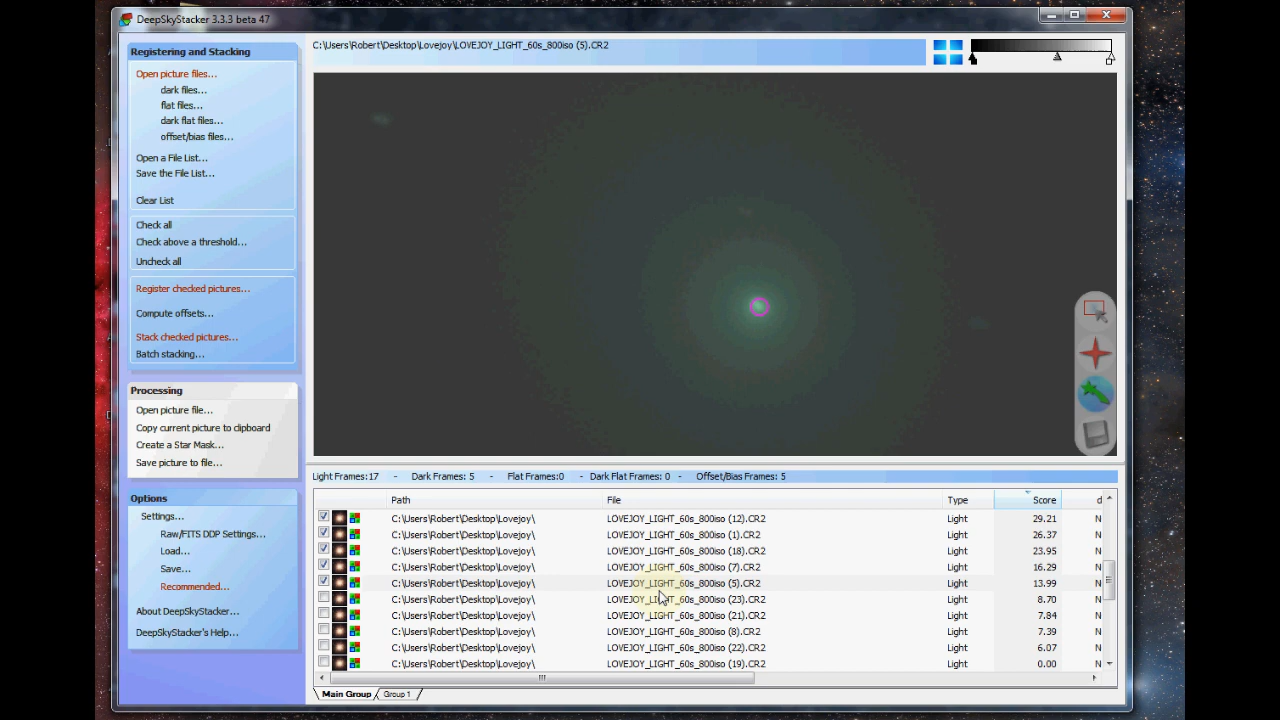 DeepSkyStacker 3.3.3 beta 47
Registering and Stacking
Open picture files...
dark files...
flat files...
dark flat files...
offset/bias files...
Open a File List...
Save the File List...
Clear List
Check all
Check above a threshold...
Uncheck all
Register checked pictures...
Compute offsets...
Stack checked pictures...
Batch stacking...
Processing
Open picture file...
Copy current picture to clipboard
Create a Star Mask...
Save picture to file...
Options
Settings...
Raw/FITS DDP Settings...
Load...
Save...
Recommended...
About DeepSkyStacker...
DeepSkyStacker's Help...
C:\Users\Robert\Desktop\Lovejoy\LOVEJOY_LIGHT_60s_800iso (5).CR2
Light Frames:17 - Dark Frames: 5 - Flat Frames:0 - Dark Flat Frames: 0 - Offset/Bias Frames: 5
Path File Type Score d
C:\Users\Robert\Desktop\Lovejoy\ LOVEJOY_LIGHT_60s_800iso (12).CR2 Light 29.21 N
C:\Users\Robert\Desktop\Lovejoy\ LOVEJOY_LIGHT_60s_800iso (1).CR2 Light 26.37 N
C:\Users\Robert\Desktop\Lovejoy\ LOVEJOY_LIGHT_60s_800iso (18).CR2 Light 23.95 N
C:\Users\Robert\Desktop\Lovejoy\ LOVEJOY_LIGHT_60s_800iso (7).CR2 Light 16.29 N
C:\Users\Robert\Desktop\Lovejoy\ LOVEJOY_LIGHT_60s_800iso (5).CR2 Light 13.99 N
C:\Users\Robert\Desktop\Lovejoy\ LOVEJOY_LIGHT_60s_800iso (23).CR2 Light 8.70 N
C:\Users\Robert\Desktop\Lovejoy\ LOVEJOY_LIGHT_60s_800iso (21).CR2 Light 7.84 N
C:\Users\Robert\Desktop\Lovejoy\ LOVEJOY_LIGHT_60s_800iso (8).CR2 Light 7.39 N
C:\Users\Robert\Desktop\Lovejoy\ LOVEJOY_LIGHT_60s_800iso (22).CR2 Light 6.07 N
C:\Users\Robert\Desktop\Lovejoy\ LOVEJOY_LIGHT_60s_800iso (19).CR2 Light 0.00 N
Main Group Group 1